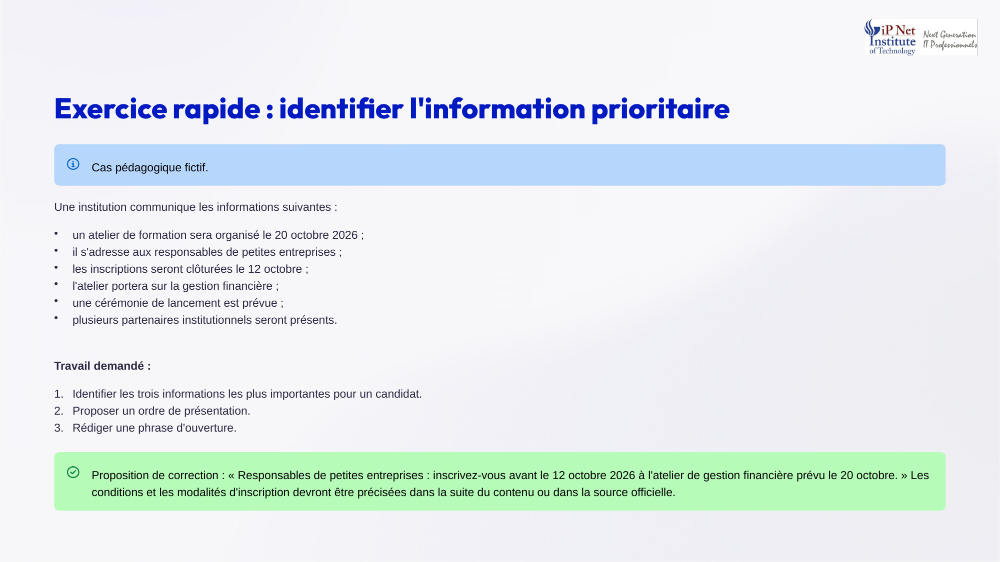 iP Net
Institute
of Technology
Next Generation
IT Professionnels
Exercice rapide : identifier l'information prioritaire
Cas pédagogique fictif.
Une institution communique les informations suivantes :
• un atelier de formation sera organisé le 20 octobre 2026 ;
• il s'adresse aux responsables de petites entreprises ;
• les inscriptions seront clôturées le 12 octobre ;
• l'atelier portera sur la gestion financière ;
• une cérémonie de lancement est prévue ;
• plusieurs partenaires institutionnels seront présents.
Travail demandé :
1. Identifier les trois informations les plus importantes pour un candidat.
2. Proposer un ordre de présentation.
3. Rédiger une phrase d'ouverture.
Proposition de correction : « Responsables de petites entreprises : inscrivez-vous avant le 12 octobre 2026 à l'atelier de gestion financière prévu le 20 octobre. » Les
conditions et les modalités d'inscription devront être précisées dans la suite du contenu ou dans la source officielle.